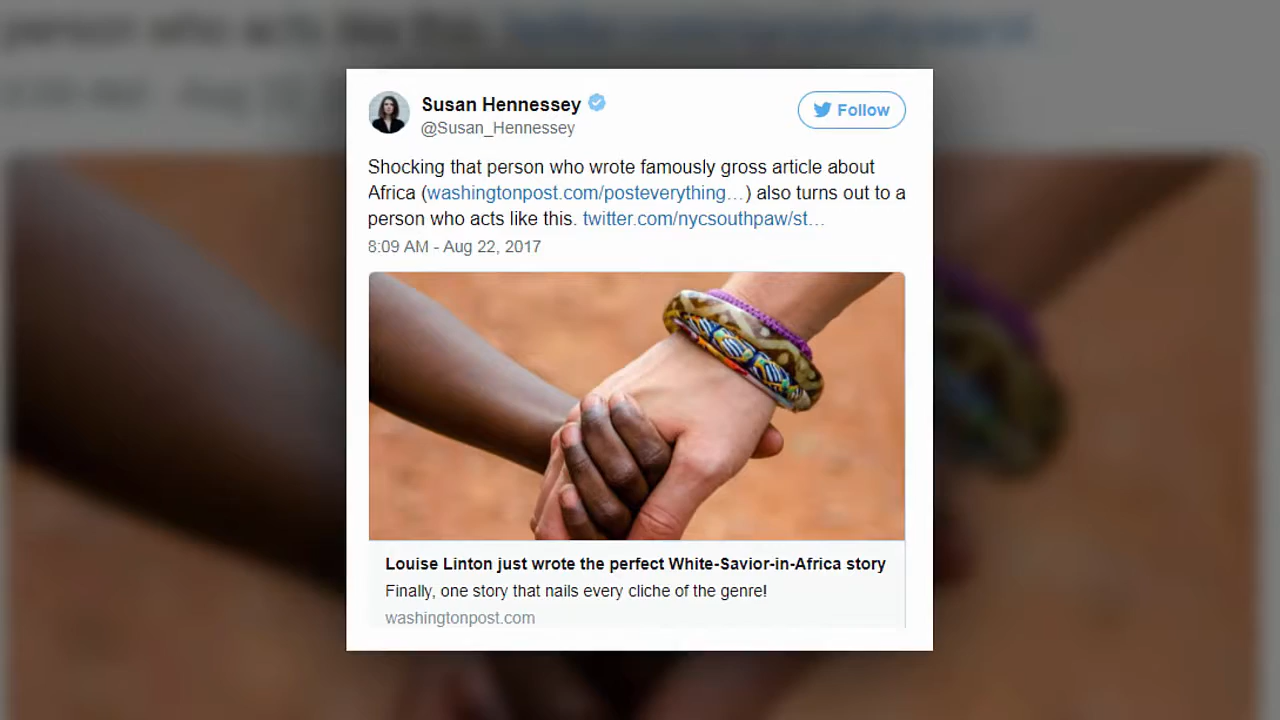 Susan Hennessey
@Susan_Hennessey
Follow
Shocking that person who wrote famously gross article about
Africa (washingtonpost.com/posteverything…) also turns out to a
person who acts like this. twitter.com/nycsouthpaw/st…
8:09 AM - Aug 22, 2017
Louise Linton just wrote the perfect White-Savior-in-Africa story
Finally, one story that nails every cliche of the genre!
washingtonpost.com